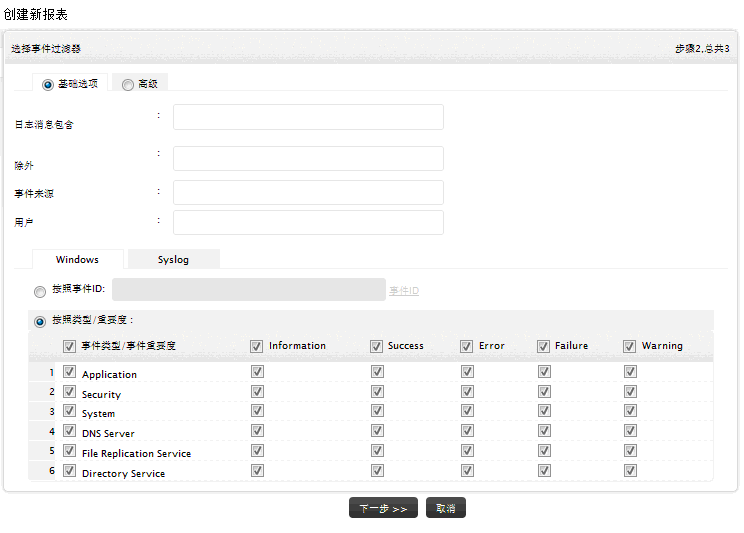 创建新报表
选择事件过滤器 步骤2,总共3
基础选项 高级
日志消息包含 :
除外 :
事件来源 :
用户 :
Windows Syslog
按照事件ID: 事件ID
按照类型/重要度 :
事件类型/事件重要度 Information Success Error Failure Warning
1 Application
2 Security
3 System
4 DNS Server
5 File Replication Service
6 Directory Service
下一步 >> 取消